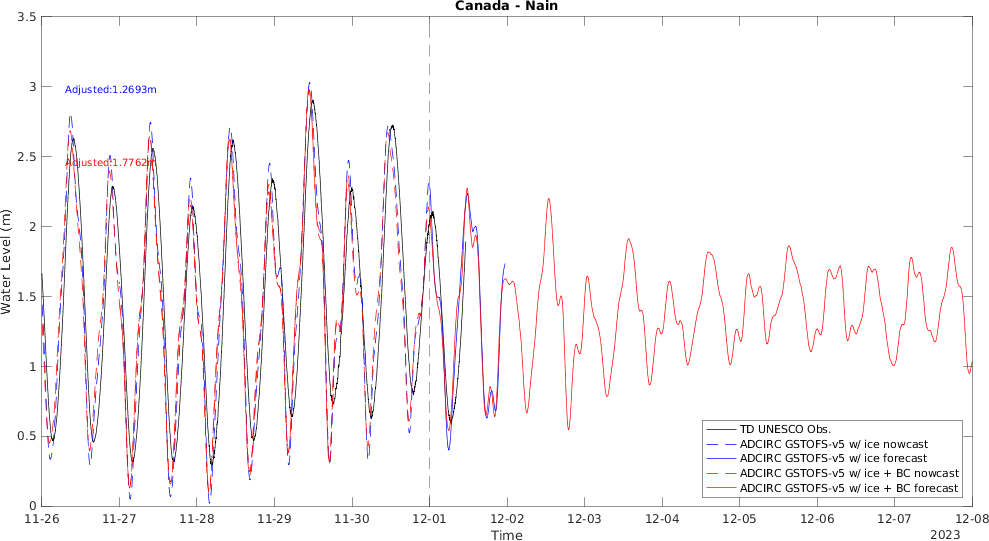 Canada - Nain
3.5
3
2.5
2
1.5
1
0.5
0
Water Level (m)
Adjusted:1.2693m
Adjusted:1.7762m
TD UNESCO Obs.
ADCIRC GSTOFS-v5 w/ ice nowcast
ADCIRC GSTOFS-v5 w/ ice forecast
ADCIRC GSTOFS-v5 w/ ice + BC nowcast
ADCIRC GSTOFS-v5 w/ ice + BC forecast
11-26 11-27 11-28 11-29 11-30 12-01 12-02 12-03 12-04 12-05 12-06 12-07 12-08
Time
2023